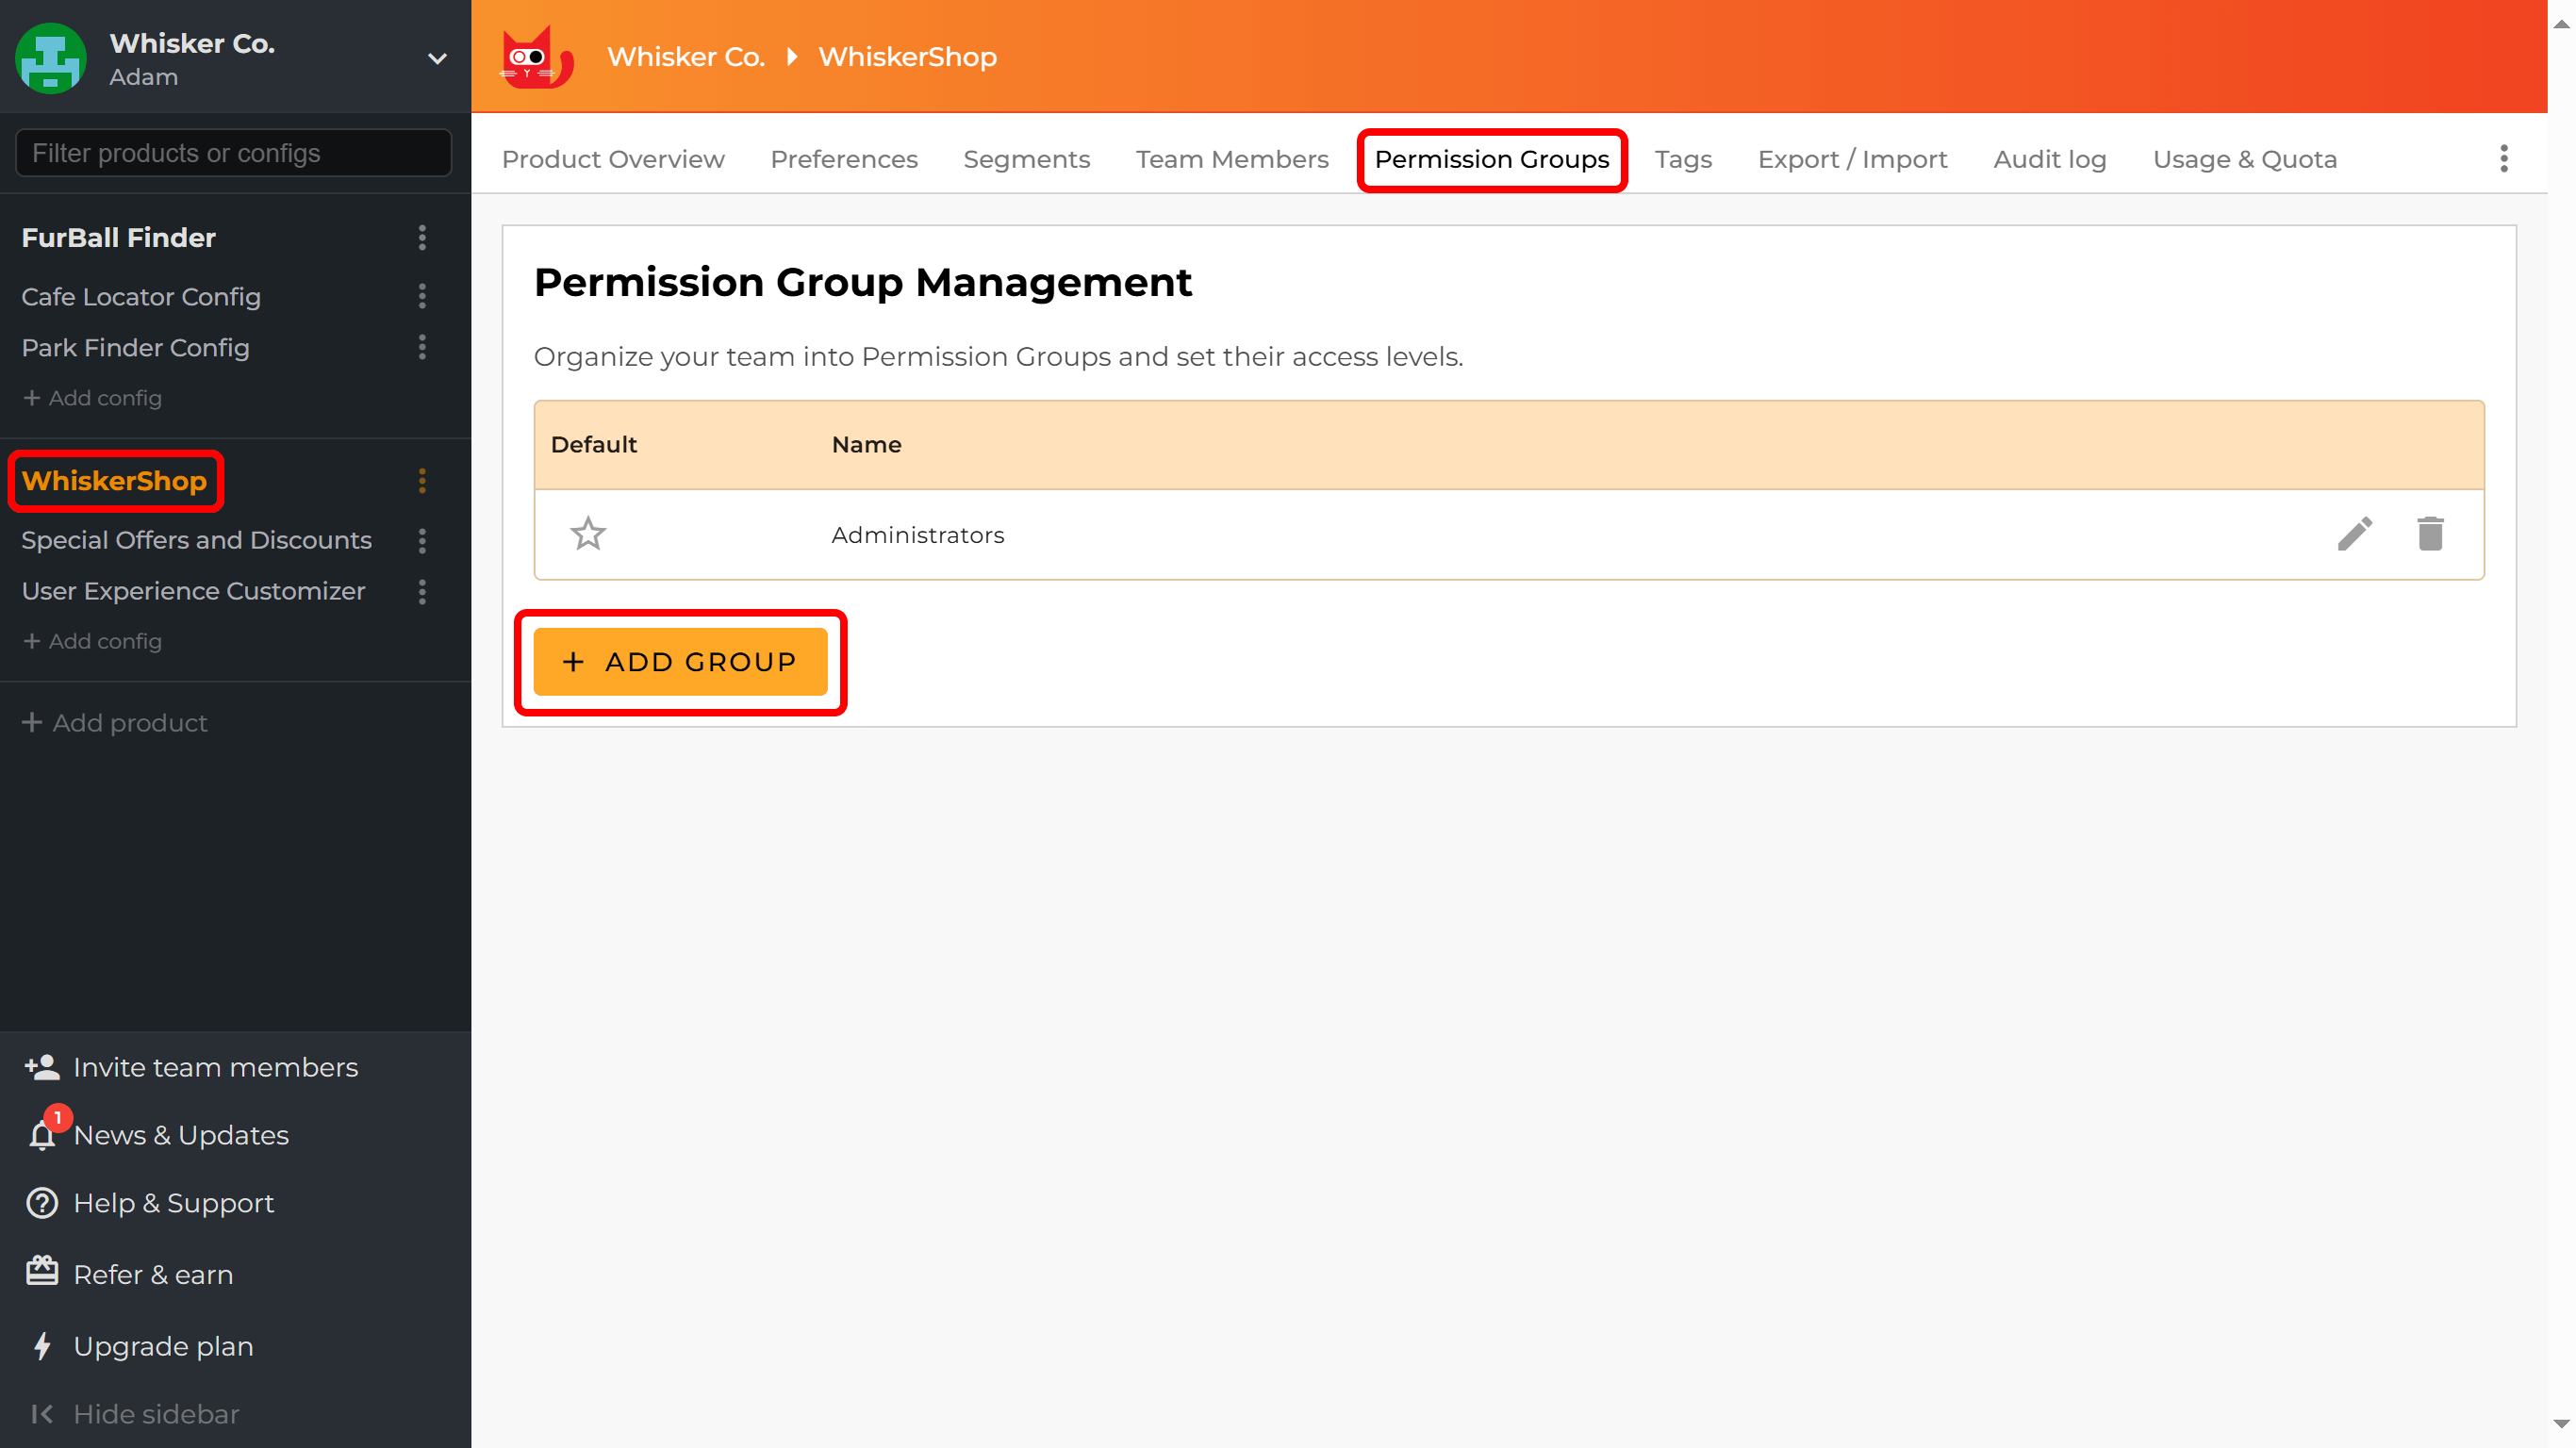 Whisker Co.
Adam
Filter products or configs
FurBall Finder
Cafe Locator Config
Park Finder Config
+ Add config
WhiskerShop
Special Offers and Discounts
User Experience Customizer
+ Add config
+ Add product
Invite team members
1
News & Updates
Help & Support
Refer & earn
Upgrade plan
Hide sidebar
Whisker Co. WhiskerShop
Product Overview Preferences Segments Team Members Permission Groups Tags Export / Import Audit log Usage & Quota
Permission Group Management
Organize your team into Permission Groups and set their access levels.
Default Name
Administrators
+ ADD GROUP